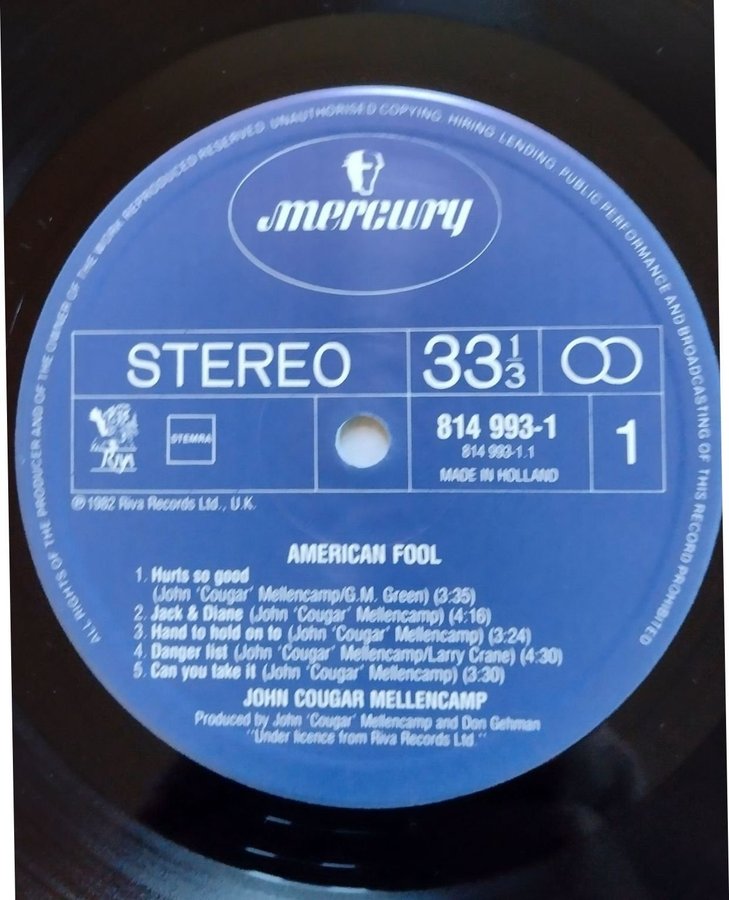 ALL RIGHTS OF THE PRODUCER AND OF THE OWNER OF THE WORK REPRODUCED RESERVED. UNAUTHORISED COPYING, HIRING, LENDING, PUBLIC PERFORMANCE AND BROADCASTING OF THIS RECORD PROHIBITED
mercury
STEREO
33 1/3
814 993-1
814 993-1.1
MADE IN HOLLAND
1
Riva
STEMRA
℗ 1982 Riva Records Ltd., U.K.
AMERICAN FOOL
1. Hurts so good
(John 'Cougar' Mellencamp/G.M. Green) (3:35)
2. Jack & Diane (John 'Cougar' Mellencamp) (4:16)
3. Hand to hold on to (John 'Cougar' Mellencamp) (3:24)
4. Danger list (John 'Cougar' Mellencamp/Larry Crane) (4:30)
5. Can you take it (John 'Cougar' Mellencamp) (3:30)
JOHN COUGAR MELLENCAMP
Produced by John 'Cougar' Mellencamp and Don Gehman
"Under licence from Riva Records Ltd."